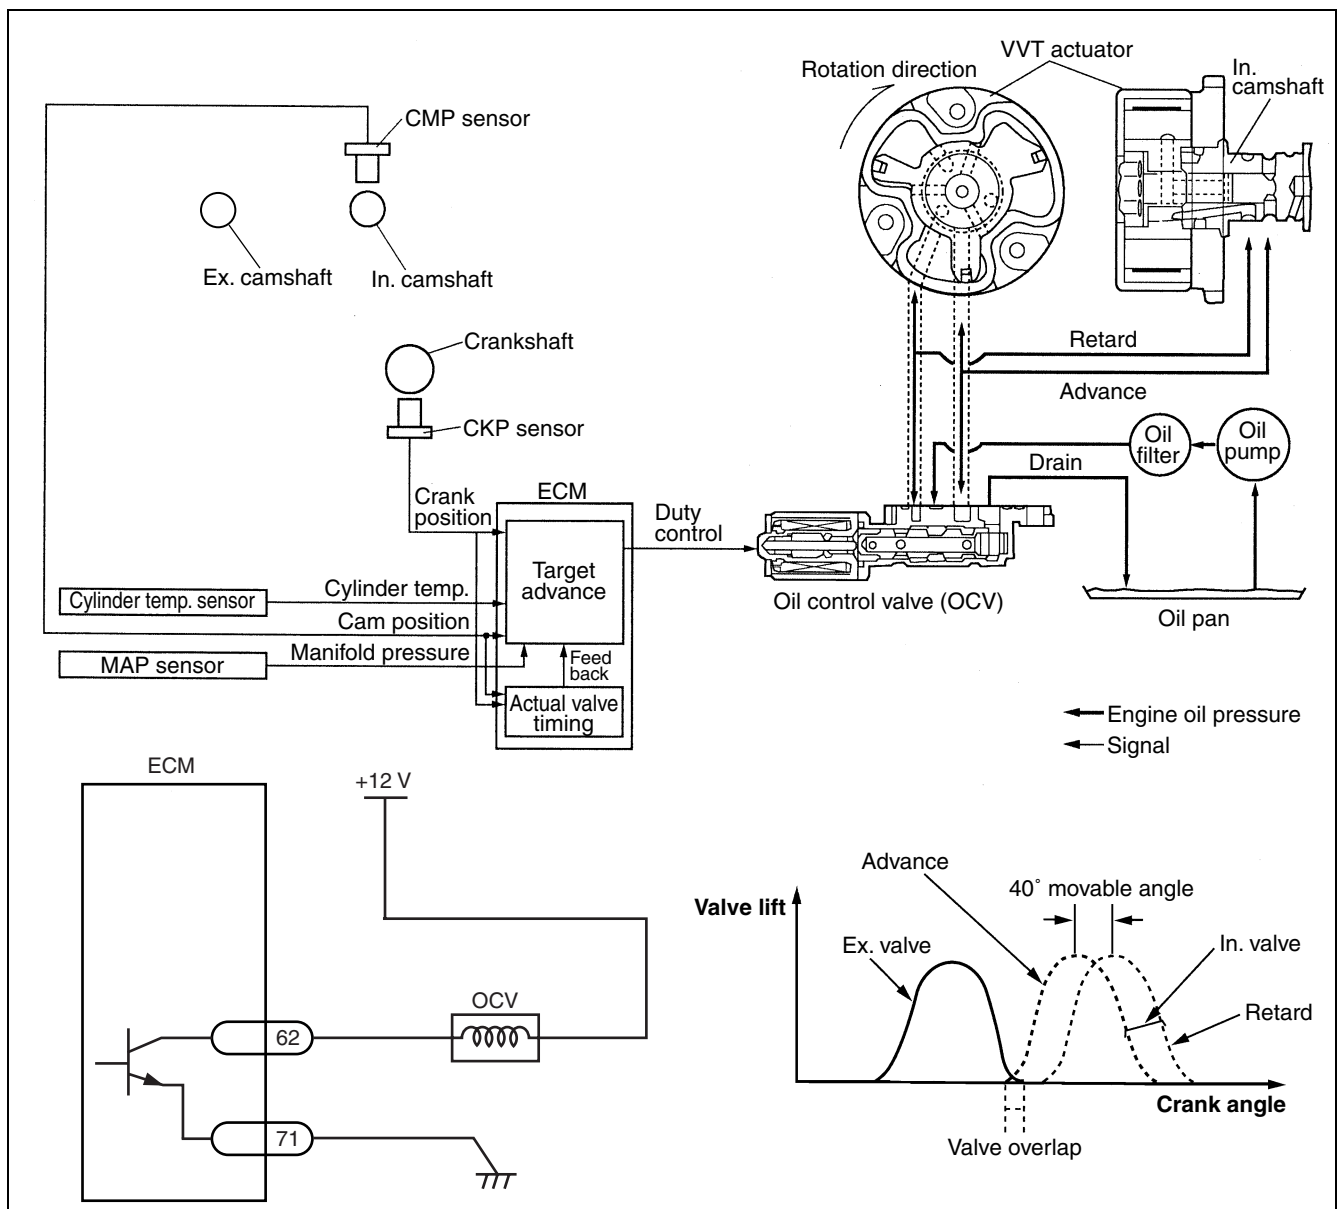 VVT actuator
Rotation direction
In.
camshaft
CMP sensor
Ex. camshaft
In. camshaft
Crankshaft
CKP sensor
Retard
Advance
Oil
filter
Oil
pump
Drain
Crank
position
ECM
Duty
control
Target
advance
Cylinder temp. sensor
Cylinder temp.
Oil control valve (OCV)
Oil pan
Cam position
MAP sensor
Manifold pressure
Feed
back
Actual valve
timing
Engine oil pressure
Signal
ECM
+12 V
OCV
62
71
Advance
40° movable angle
Valve lift
Ex. valve
In. valve
Retard
Crank angle
Valve overlap